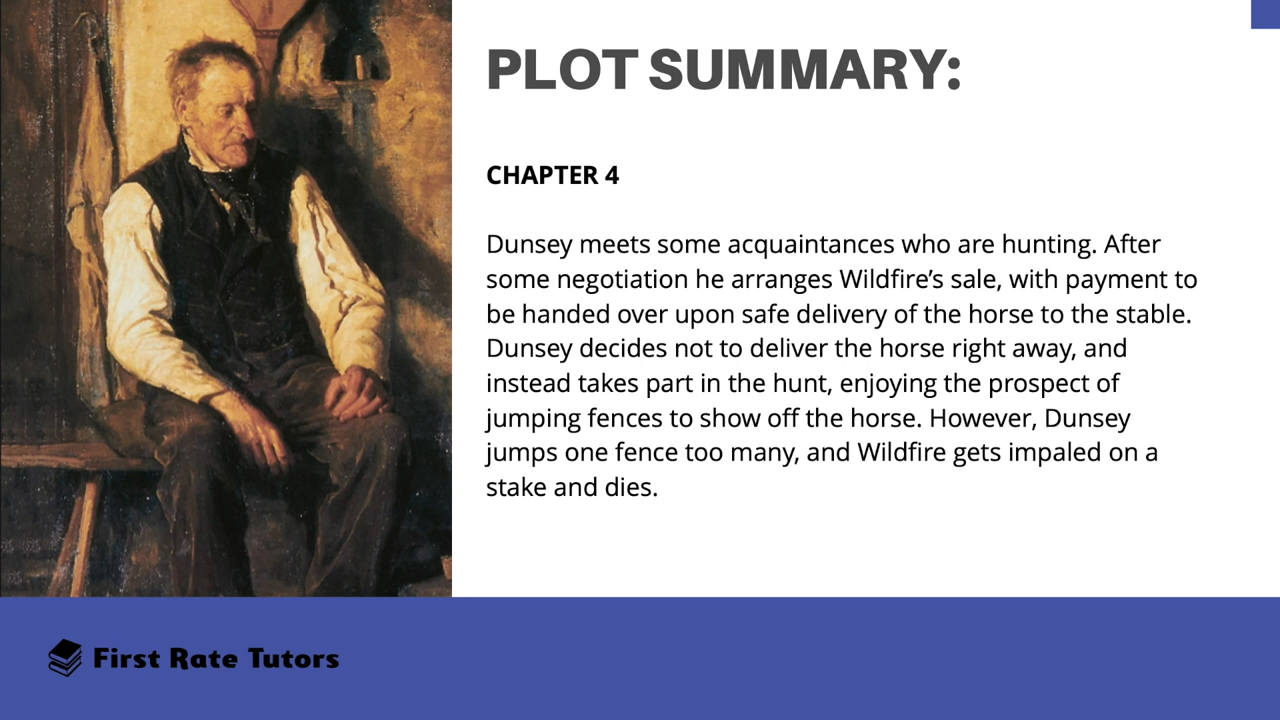 PLOT SUMMARY:
CHAPTER 4
Dunsey meets some acquaintances who are hunting. After
some negotiation he arranges Wildfire’s sale, with payment to
be handed over upon safe delivery of the horse to the stable.
Dunsey decides not to deliver the horse right away, and
instead takes part in the hunt, enjoying the prospect of
jumping fences to show off the horse. However, Dunsey
jumps one fence too many, and Wildfire gets impaled on a
stake and dies.
First Rate Tutors